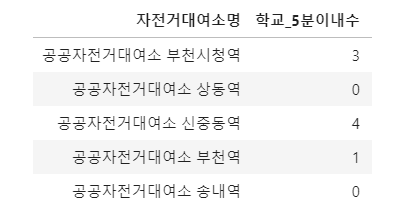 자전거대여소명 학교_5분이내수
공공자전거대여소 부천시청역 3
공공자전거대여소 상동역 0
공공자전거대여소 신중동역 4
공공자전거대여소 부천역 1
공공자전거대여소 송내역 0